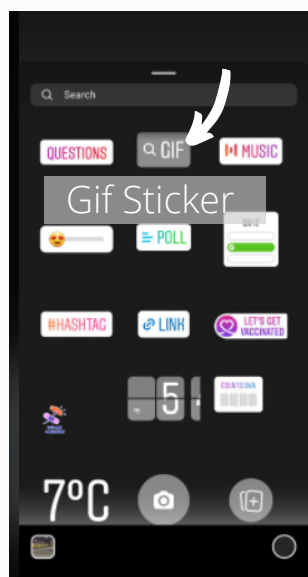 Search
QUESTIONS
GIF
MUSIC
Gif Sticker
POLL
QUIZ
#HASHTAG
LINK
LET'S GET
VACCINATED
5
COUNTDOWN
7°C